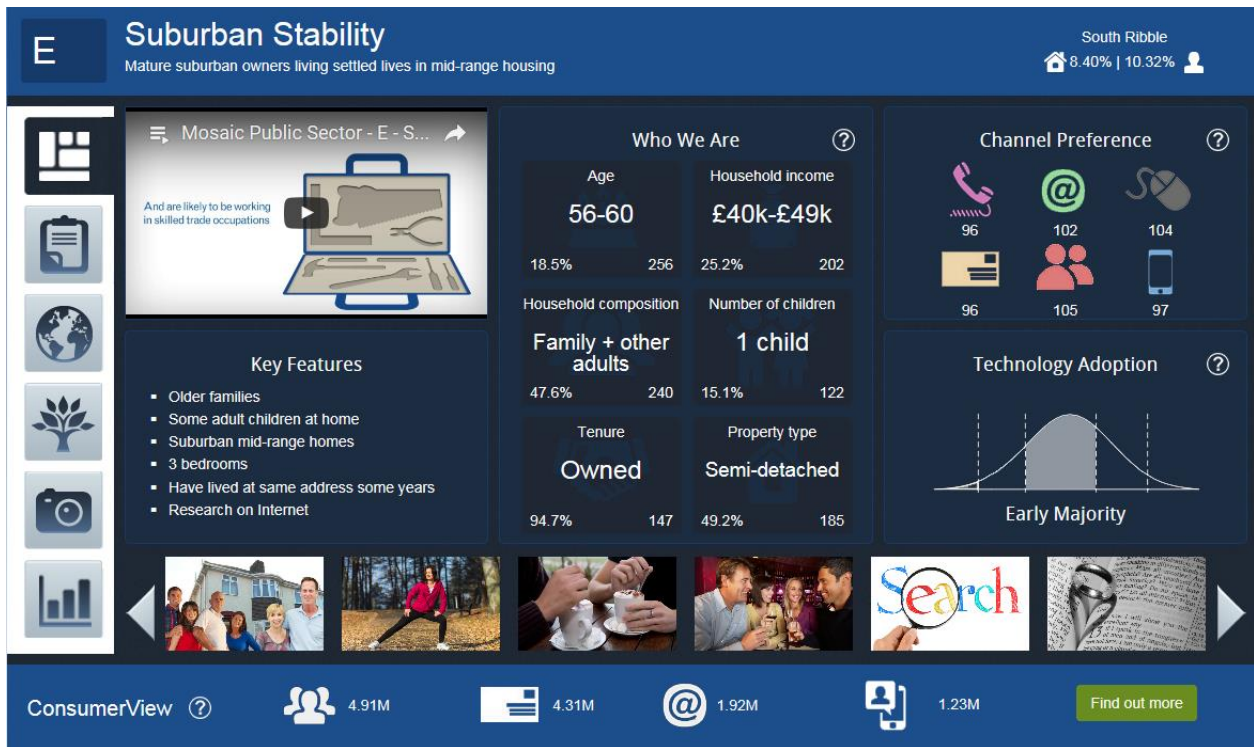 E
Suburban Stability
Mature suburban owners living settled lives in mid-range housing
South Ribble
8.40% | 10.32%
Mosaic Public Sector - E - S...
And are likely to be working
in skilled trade occupations
Key Features
▪ Older families
▪ Some adult children at home
▪ Suburban mid-range homes
▪ 3 bedrooms
▪ Have lived at same address some years
▪ Research on Internet
Who We Are ?
Age
56-60
18.5% 256
Household income
£40k-£49k
25.2% 202
Household composition
Family + other
adults
47.6% 240
Number of children
1 child
15.1% 122
Tenure
Owned
94.7% 147
Property type
Semi-detached
49.2% 185
Channel Preference ?
@
96 102 104
96 105 97
Technology Adoption ?
Early Majority
Search
ConsumerView ? 4.91M 4.31M @ 1.92M 1.23M Find out more